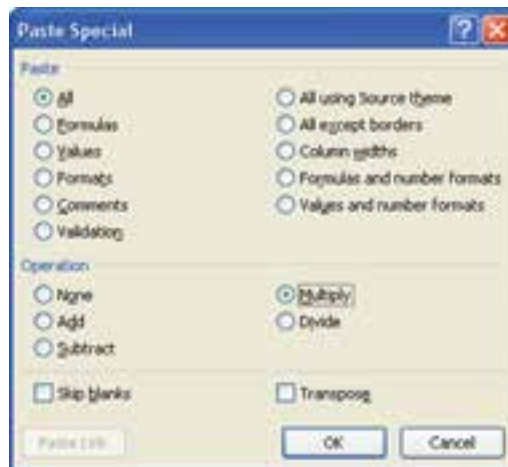 Paste Special
Paste
All
All using Source theme
Formulas
All except borders
Values
Column widths
Formats
Formulas and number formats
Comments
Values and number formats
Validation
Operation
None
Multiply
Add
Divide
Subtract
Skip blanks
Transpose
Paste Link
OK
Cancel